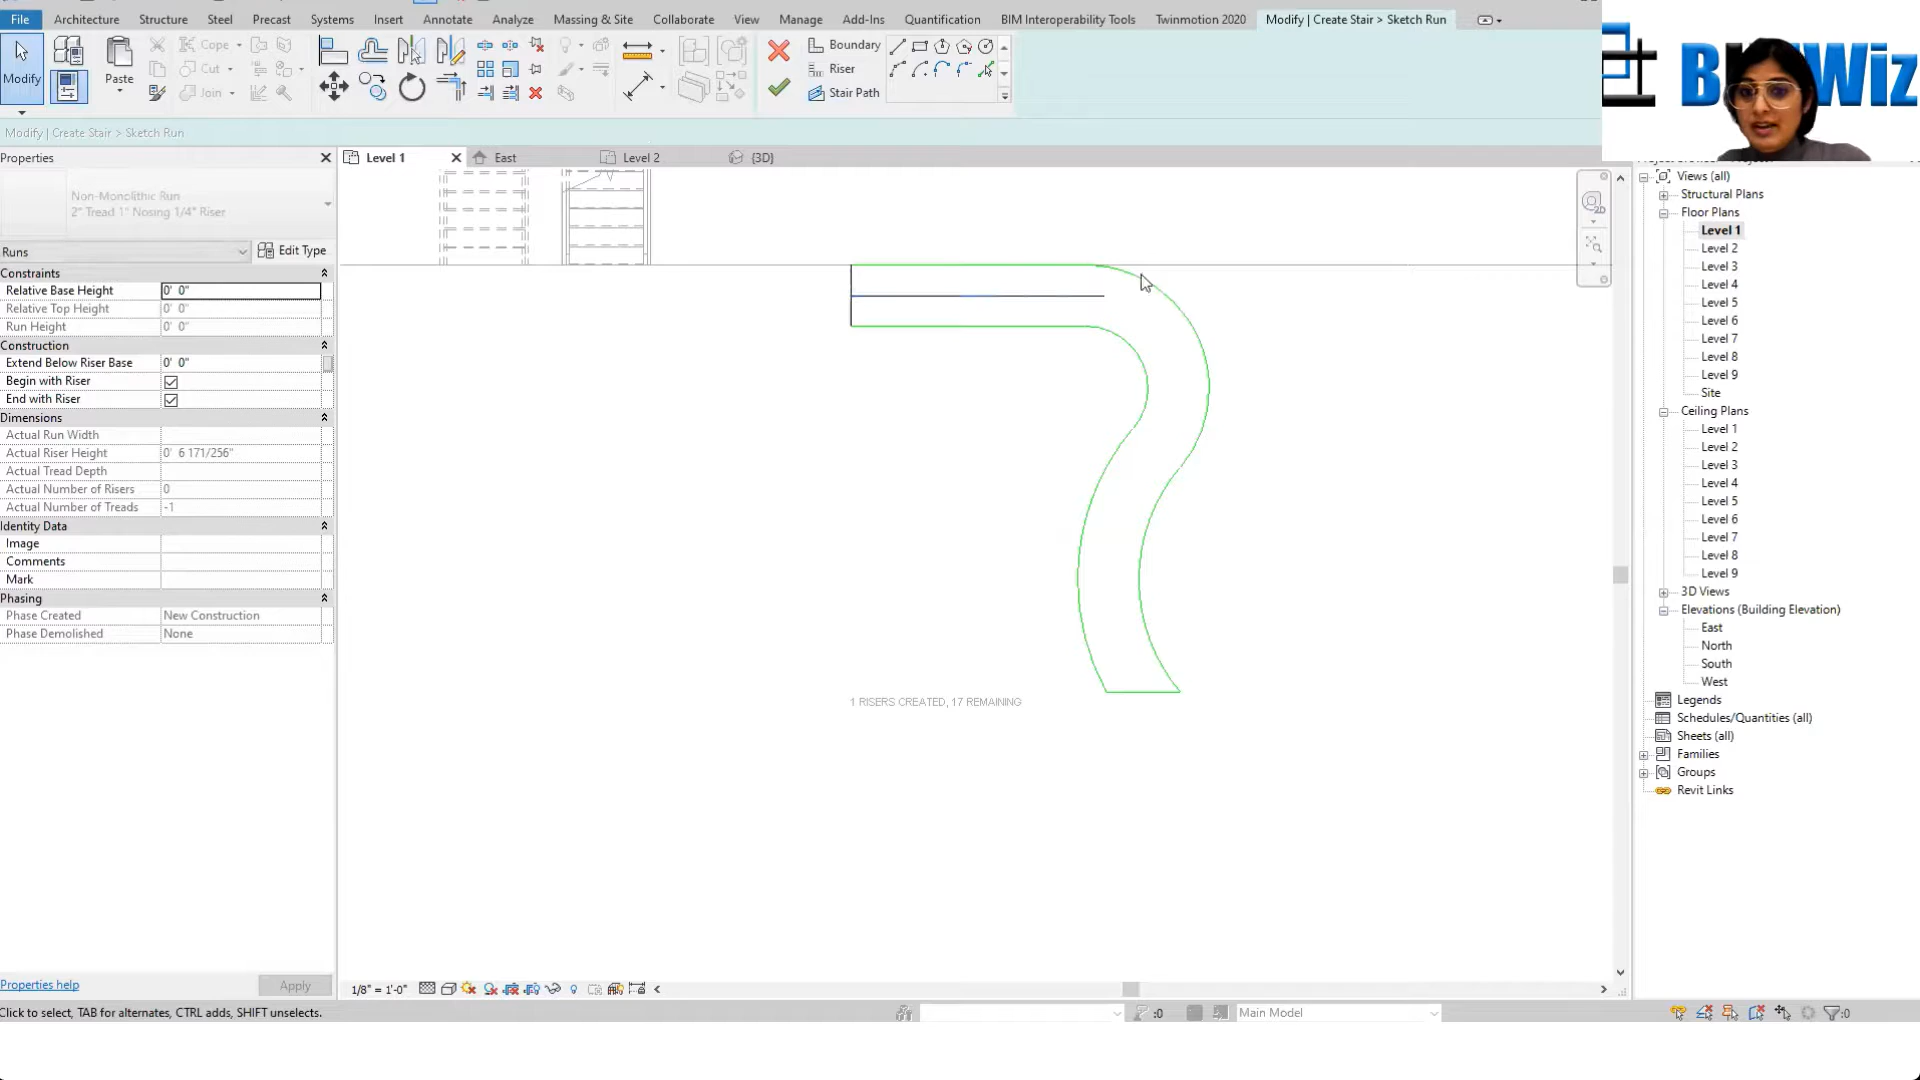 File Architecture Structure Steel Precast Systems Insert Annotate Analyze Massing & Site Collaborate View Manage Add-Ins Quantification BIM Interoperability Tools Twinmotion 2020 Modify | Create Stair > Sketch Run
Modify
Paste
Cope
Cut
Join
Boundary
Riser
Stair Path
Wiz
Modify | Create Stair > Sketch Run
Properties
Level 1
East
Level 2
{3D}
Non-Monolithic Run
2" Tread 1" Nosing 1/4" Riser
Runs
Edit Type
Constraints
Relative Base Height 0' 0"
Relative Top Height 0' 0"
Run Height 0' 0"
Construction
Extend Below Riser Base 0' 0"
Begin with Riser
End with Riser
Dimensions
Actual Run Width
Actual Riser Height 0' 6 171/256"
Actual Tread Depth
Actual Number of Risers 0
Actual Number of Treads -1
Identity Data
Image
Comments
Mark
Phasing
Phase Created New Construction
Phase Demolished None
2D
1 RISERS CREATED, 17 REMAINING
Views (all)
Structural Plans
Floor Plans
Level 1
Level 2
Level 3
Level 4
Level 5
Level 6
Level 7
Level 8
Level 9
Site
Ceiling Plans
Level 1
Level 2
Level 3
Level 4
Level 5
Level 6
Level 7
Level 8
Level 9
3D Views
Elevations (Building Elevation)
East
North
South
West
Legends
Schedules/Quantities (all)
Sheets (all)
Families
Groups
Revit Links
Properties help
Apply
1/8" = 1'-0"
Click to select, TAB for alternates, CTRL adds, SHIFT unselects.
:0
Main Model
:0